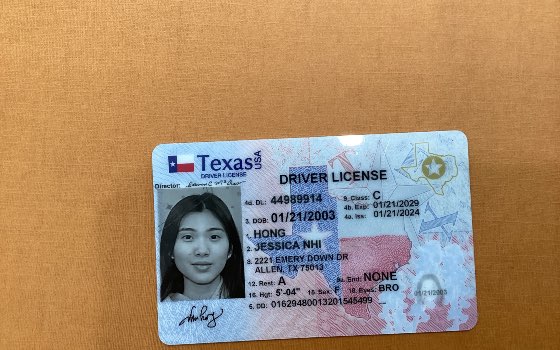 Texas USA
DRIVER LICENSE
DRIVER LICENSE
Director:
4d. DL: 44989914
9. Class: C
4b. Exp: 01/21/2029
3. DOB: 01/21/2003
4a. Iss: 01/21/2024
1. HONG
2. JESSICA NHI
8. 2221 EMERY DOWN DR
ALLEN, TX 75013
12. Rest: A
9a. End: NONE
16. Hgt: 5'-04" 15. Sex: F 18. Eyes: BRO
5. DD: 01629480013201545499
01/21/2003